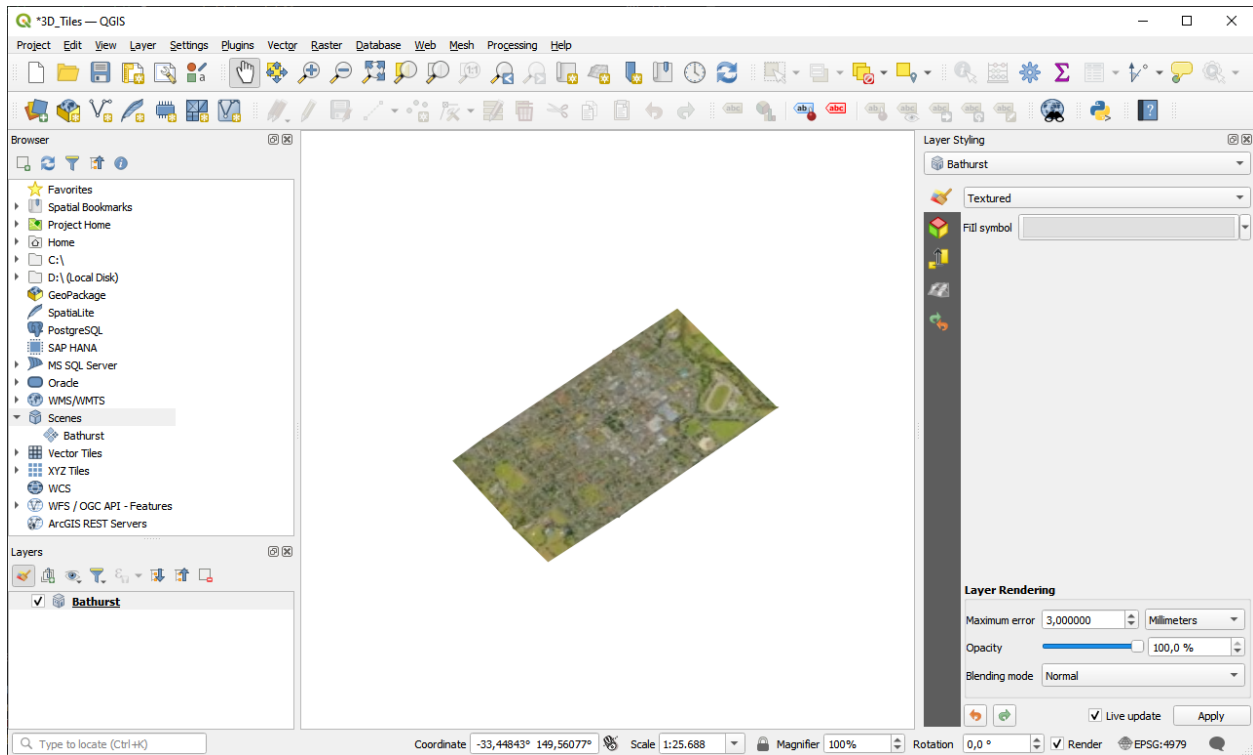 *3D_Tiles — QGIS
Project Edit View Layer Settings Plugins Vector Raster Database Web Mesh Processing Help
Browser
Favorites
Spatial Bookmarks
Project Home
Home
C:\
D:\ (Local Disk)
GeoPackage
SpatiaLite
PostgreSQL
SAP HANA
MS SQL Server
Oracle
WMS/WMTS
Scenes
Bathurst
Vector Tiles
XYZ Tiles
WCS
WFS / OGC API - Features
ArcGIS REST Servers
Layers
Bathurst
Layer Styling
Bathurst
Textured
Fill symbol
Layer Rendering
Maximum error 3,000000 Millimeters
Opacity 100,0 %
Blending mode Normal
Live update Apply
Type to locate (Ctrl+K) Coordinate -33,44843° 149,56077° Scale 1:25.688 Magnifier 100% Rotation 0,0 ° Render EPSG:4979